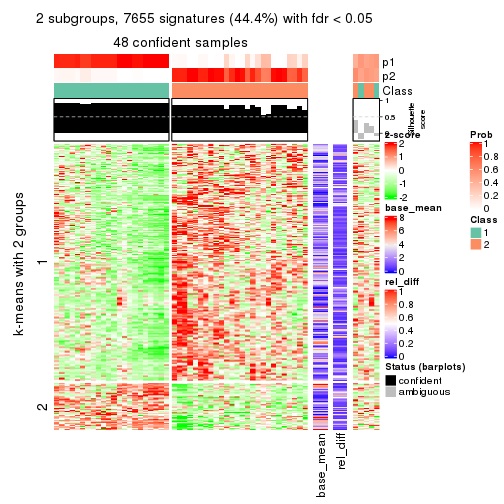 2 subgroups, 7655 signatures (44.4%) with fdr < 0.05
48 confident samples
p1
p2
Class
1
0.5
0
Silhouette
score
k-means with 2 groups
1
2
base_mean
rel_diff
z-score
2
1
0
-1
-2
base_mean
8
6
4
2
0
rel_diff
1
0.8
0.6
0.4
0.2
0
Status (barplots)
confident
ambiguous
Prob
1
0.8
0.6
0.4
0.2
0
Class
1
2